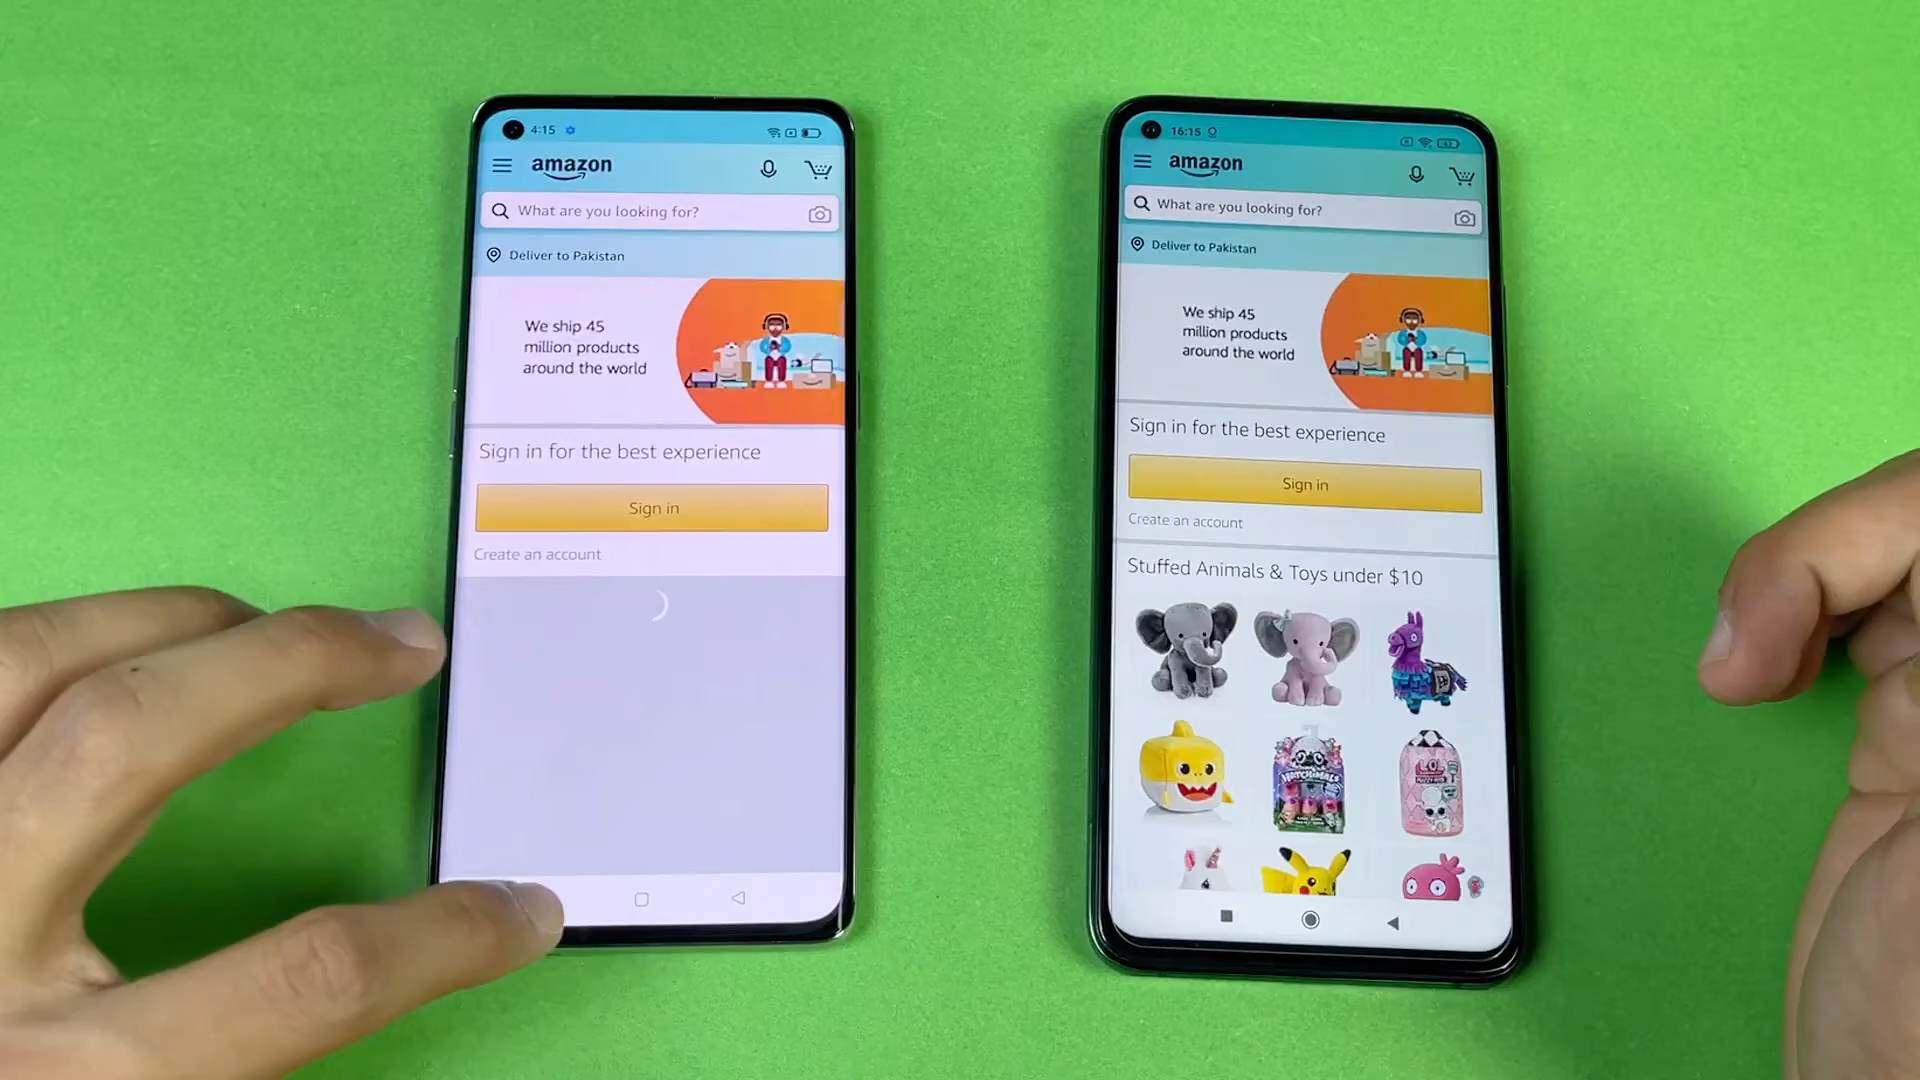 4:15
amazon
What are you looking for?
Deliver to Pakistan
We ship 45
million products
around the world
Sign in for the best experience
Sign in
Create an account
16:15
amazon
What are you looking for?
Deliver to Pakistan
We ship 45
million products
around the world
Sign in for the best experience
Sign in
Create an account
Stuffed Animals & Toys under $10
HATCHIMALS
L.O.L.